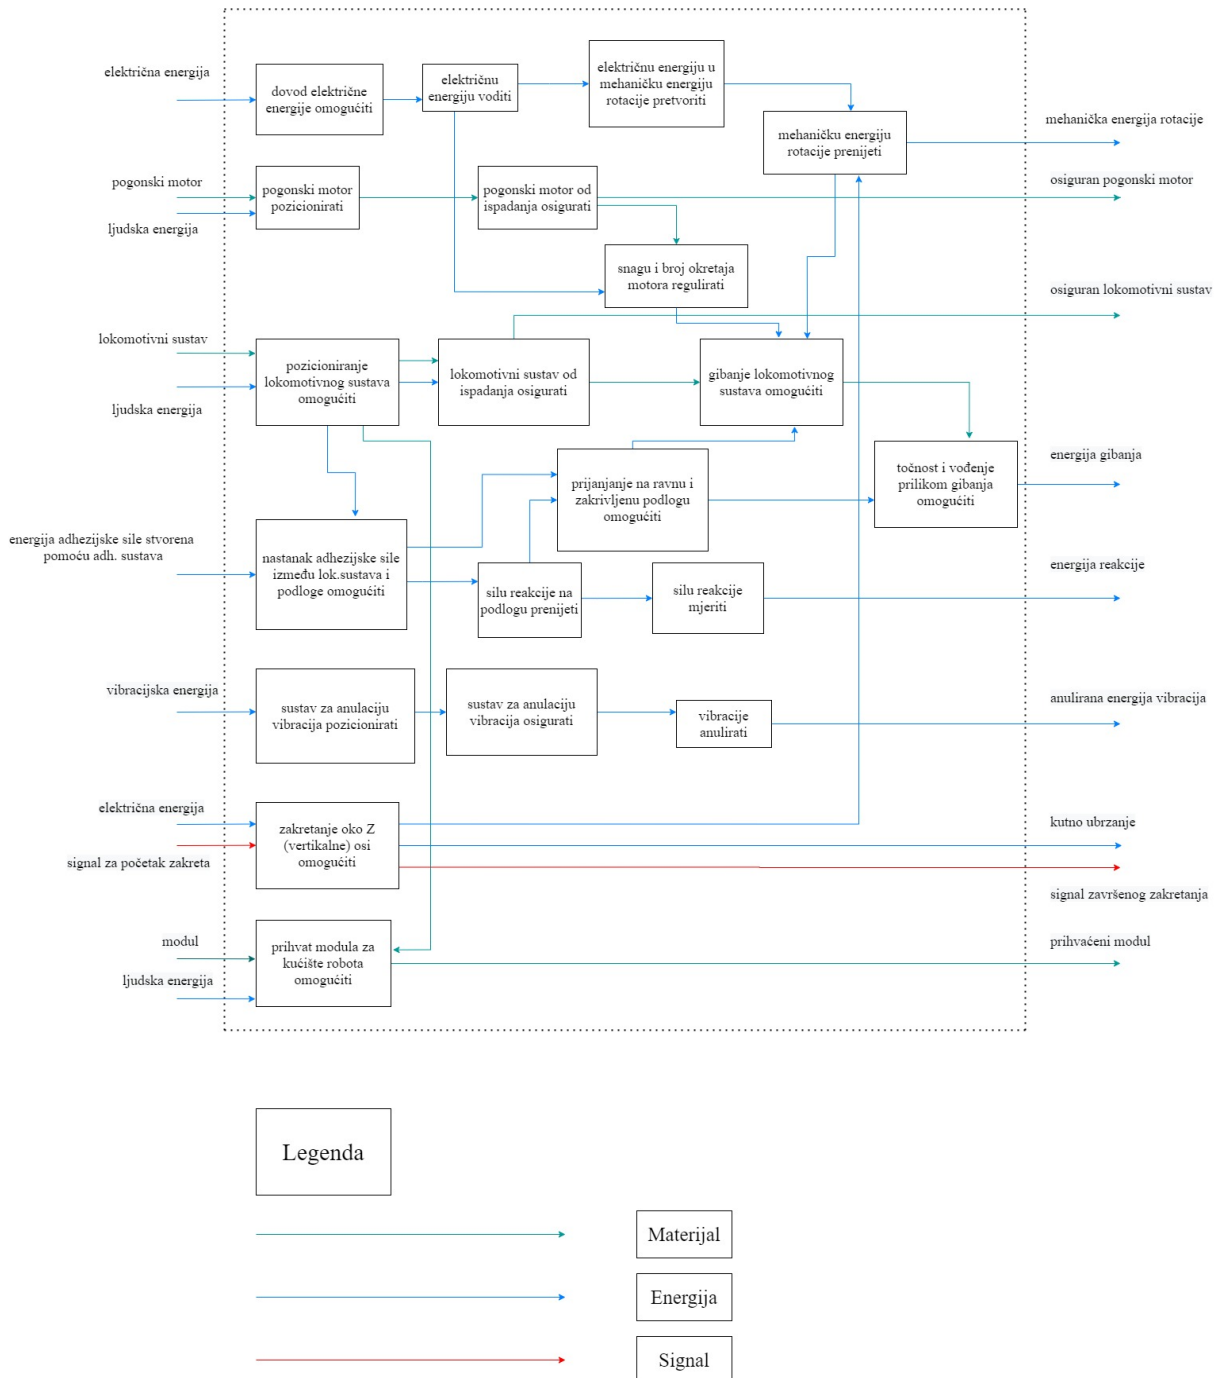 električna energija
dovod električne
energije omogućiti
električnu
energiju voditi
električnu energiju u
mehaničku energiju
rotacije pretvoriti
mehaničku energiju
rotacije prenijeti
mehanička energija rotacije
pogonski motor
ljudska energija
pogonski motor
pozicionirati
pogonski motor od
ispadanja osigurati
osiguran pogonski motor
snagu i broj okretaja
motora regulirati
osiguran lokomotivni sustav
lokomotivni sustav
ljudska energija
pozicioniranje
lokomotivnog sustava
omogućiti
lokomotivni sustav od
ispadanja osigurati
gibanje lokomotivnog
sustava omogućiti
točnost i vođenje
prilikom gibanja
omogućiti
energija gibanja
prijanjanje na ravnu i
zakrivljenu podlogu
omogućiti
energija adhezijske sile stvorena
pomoću adh. sustava
nastanak adhezijske sile
između lok.sustava i
podloge omogućiti
silu reakcije na
podlogu prenijeti
silu reakcije
mjeriti
energija reakcije
vibracijska energija
sustav za anulaciju
vibracija pozicionirati
sustav za anulaciju
vibracija osigurati
vibracije
anulirati
anulirana energija vibracija
električna energija
signal za početak zakreta
zakretanje oko Z
(vertikalne) osi
omogućiti
kutno ubrzanje
signal završenog zakretanja
modul
ljudska energija
prihvat modula za
kućište robota
omogućiti
prihvaćeni modul
Legenda
Materijal
Energija
Signal